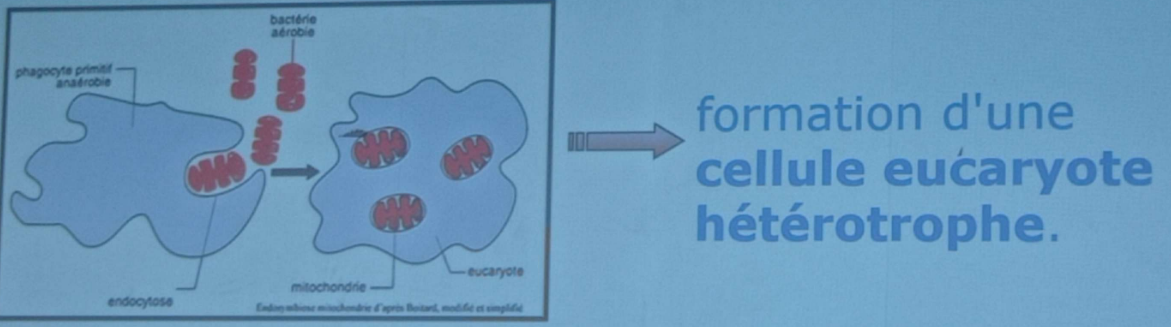 bactérie
aérobie
phagocyte primitif
anaérobie
endocytose
mitochondrie
eucaryote
Endosymbiose mitochondrie d'après Boitard, modifié et simplifié
formation d'une
cellule eucaryote
hétérotrophe.